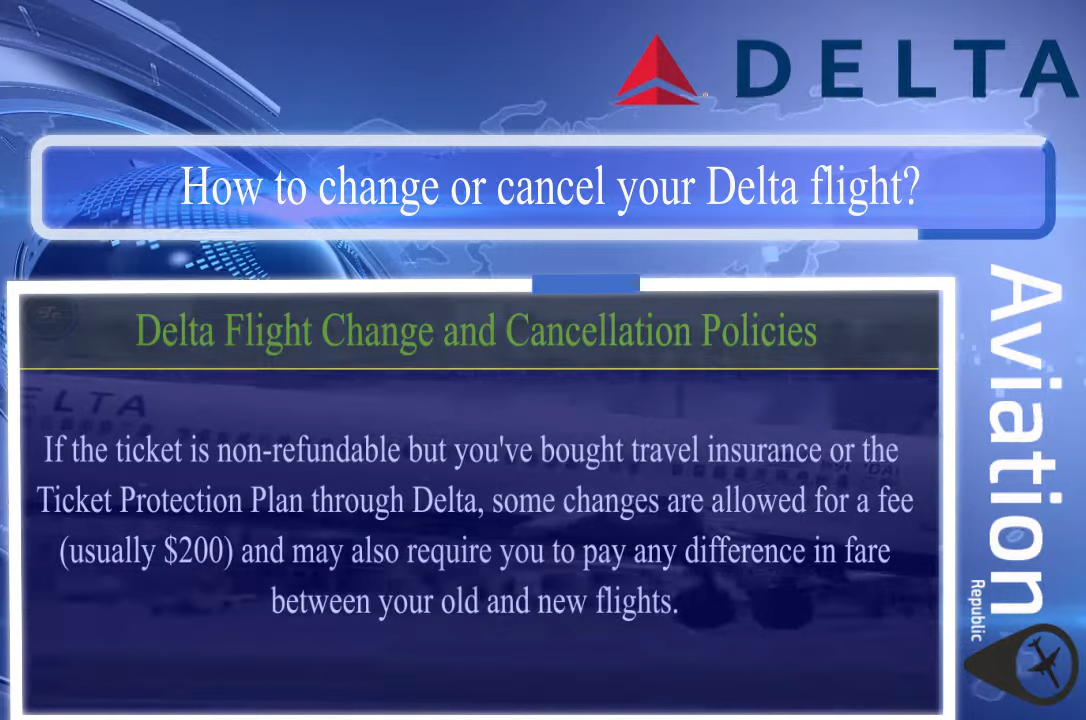 DELTA
How to change or cancel your Delta flight?
Delta Flight Change and Cancellation Policies
ELTA
If the ticket is non-refundable but you've bought travel insurance or the
Ticket Protection Plan through Delta, some changes are allowed for a fee
(usually $200) and may also require you to pay any difference in fare
between your old and new flights.
Aviation
Republic